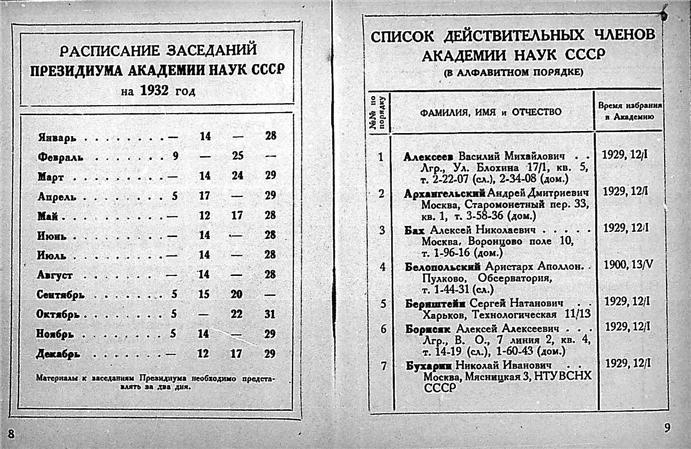 РАСПИСАНИЕ ЗАСЕДАНИЙ
ПРЕЗИДИУМА АКАДЕМИИ НАУК СССР
на 1932 год
Январь . . . . . . . . — 14 — 28
Февраль . . . . . . . 9 — 25 —
Март . . . . . . . . . — 14 24 29
Апрель . . . . . . . . 5 17 — 29
Май . . . . . . . . . — 12 17 28
Июнь . . . . . . . . . — 14 — 28
Июль . . . . . . . . . — 14 — 28
Август . . . . . . . . — 14 — 28
Сентябрь . . . . . . . 5 15 20 —
Октябрь . . . . . . . 5 — 22 31
Ноябрь . . . . . . . . 5 14 — 29
Декабрь . . . . . . . — 12 17 29
Материалы к заседаниям Президиума необходимо предста-
влять за два дня.
8
СПИСОК ДЕЙСТВИТЕЛЬНЫХ ЧЛЕНОВ
АКАДЕМИИ НАУК СССР
(В АЛФАВИТНОМ ПОРЯДКЕ)
№№ по
порядку
ФАМИЛИЯ, ИМЯ и ОТЧЕСТВО
Время избрания
в Академию
1 Алексеев Василий Михайлович . . 1929, 12/I
Лгр., Ул. Блохина 17/1, кв. 5,
т. 2-22-07 (сл.), 2-34-08 (дом.)
2 Архангельский Андрей Дмитриевич 1929, 12/I
Москва, Старомонетный пер. 33,
кв. 1, т. 3-58-36 (дом.)
3 Бах Алексей Николаевич . . . . . 1929, 12/I
Москва, Воронцово поле 10,
т. 1-96-16 (дом.)
4 Белопольский Аристарх Аполлон. . 1900, 13/V
Пулково, Обсерватория,
т. 1-44-31 (сл.)
5 Бернштейн Сергей Натанович . . 1929, 12/I
Харьков, Технологическая 11/13
6 Борисяк Алексей Алексеевич . . . 1929, 12/I
Лгр., В. О., 7 линия 2, кв. 4,
т. 14-19 (сл.), 1-60-43 (дом.)
7 Бухарин Николай Иванович . . 1929, 12/I
Москва, Мясницкая 3, НТУ ВСНХ
СССР
9